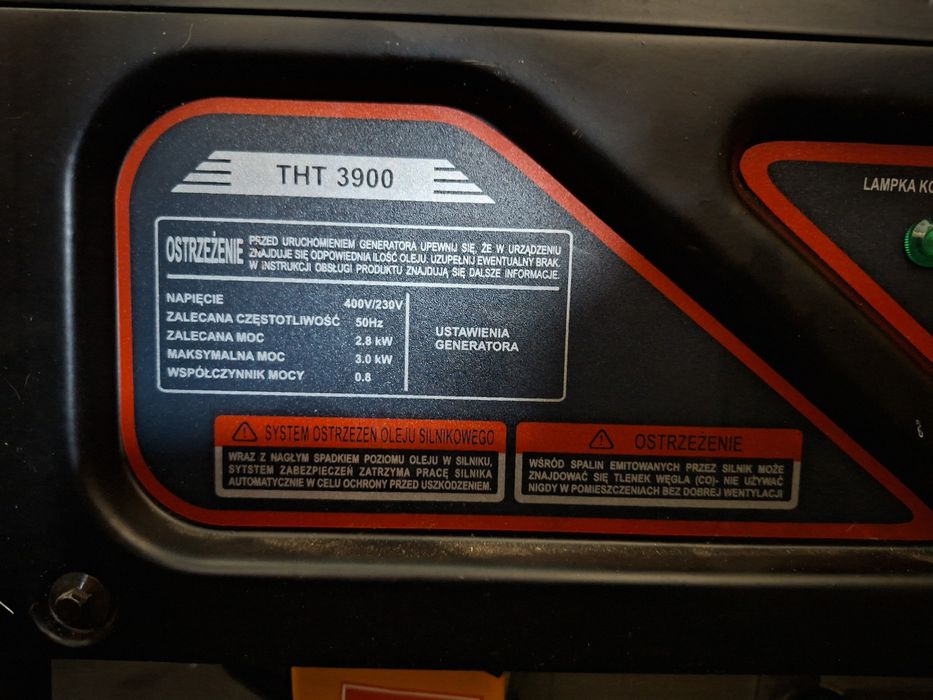 THT 3900
OSTRZEŻENIE
PRZED URUCHOMIENIEM GENERATORA UPEWNIJ SIĘ, ŻE W URZĄDZENIU
ZNAJDUJE SIĘ ODPOWIEDNIA ILOŚĆ OLEJU. UZUPEŁNIJ EWENTUALNY BRAK.
W INSTRUKCJI OBSŁUGI PRODUKTU ZNAJDUJĄ SIĘ DALSZE INFORMACJE.
NAPIĘCIE 400V/230V
ZALECANA CZĘSTOTLIWOŚĆ 50Hz
ZALECANA MOC 2.8 kW
MAKSYMALNA MOC 3.0 kW
WSPÓŁCZYNNIK MOCY 0.8
USTAWIENIA
GENERATORA
SYSTEM OSTRZEŻEŃ OLEJU SILNIKOWEGO
WRAZ Z NAGŁYM SPADKIEM POZIOMU OLEJU W SILNIKU,
SYTSTEM ZABEZPIECZEŃ ZATRZYMA PRACĘ SILNIKA
AUTOMATYCZNIE W CELU OCHRONY PRZED USZKODZENIEM.
OSTRZEŻENIE
WŚRÓD SPALIN EMITOWANYCH PRZEZ SILNIK MOŻE
ZNAJDOWAĆ SIĘ TLENEK WĘGLA (CO)- NIE UŻYWAĆ
NIGDY W POMIESZCZENIACH BEZ DOBREJ WENTYLACJI
LAMPKA KO